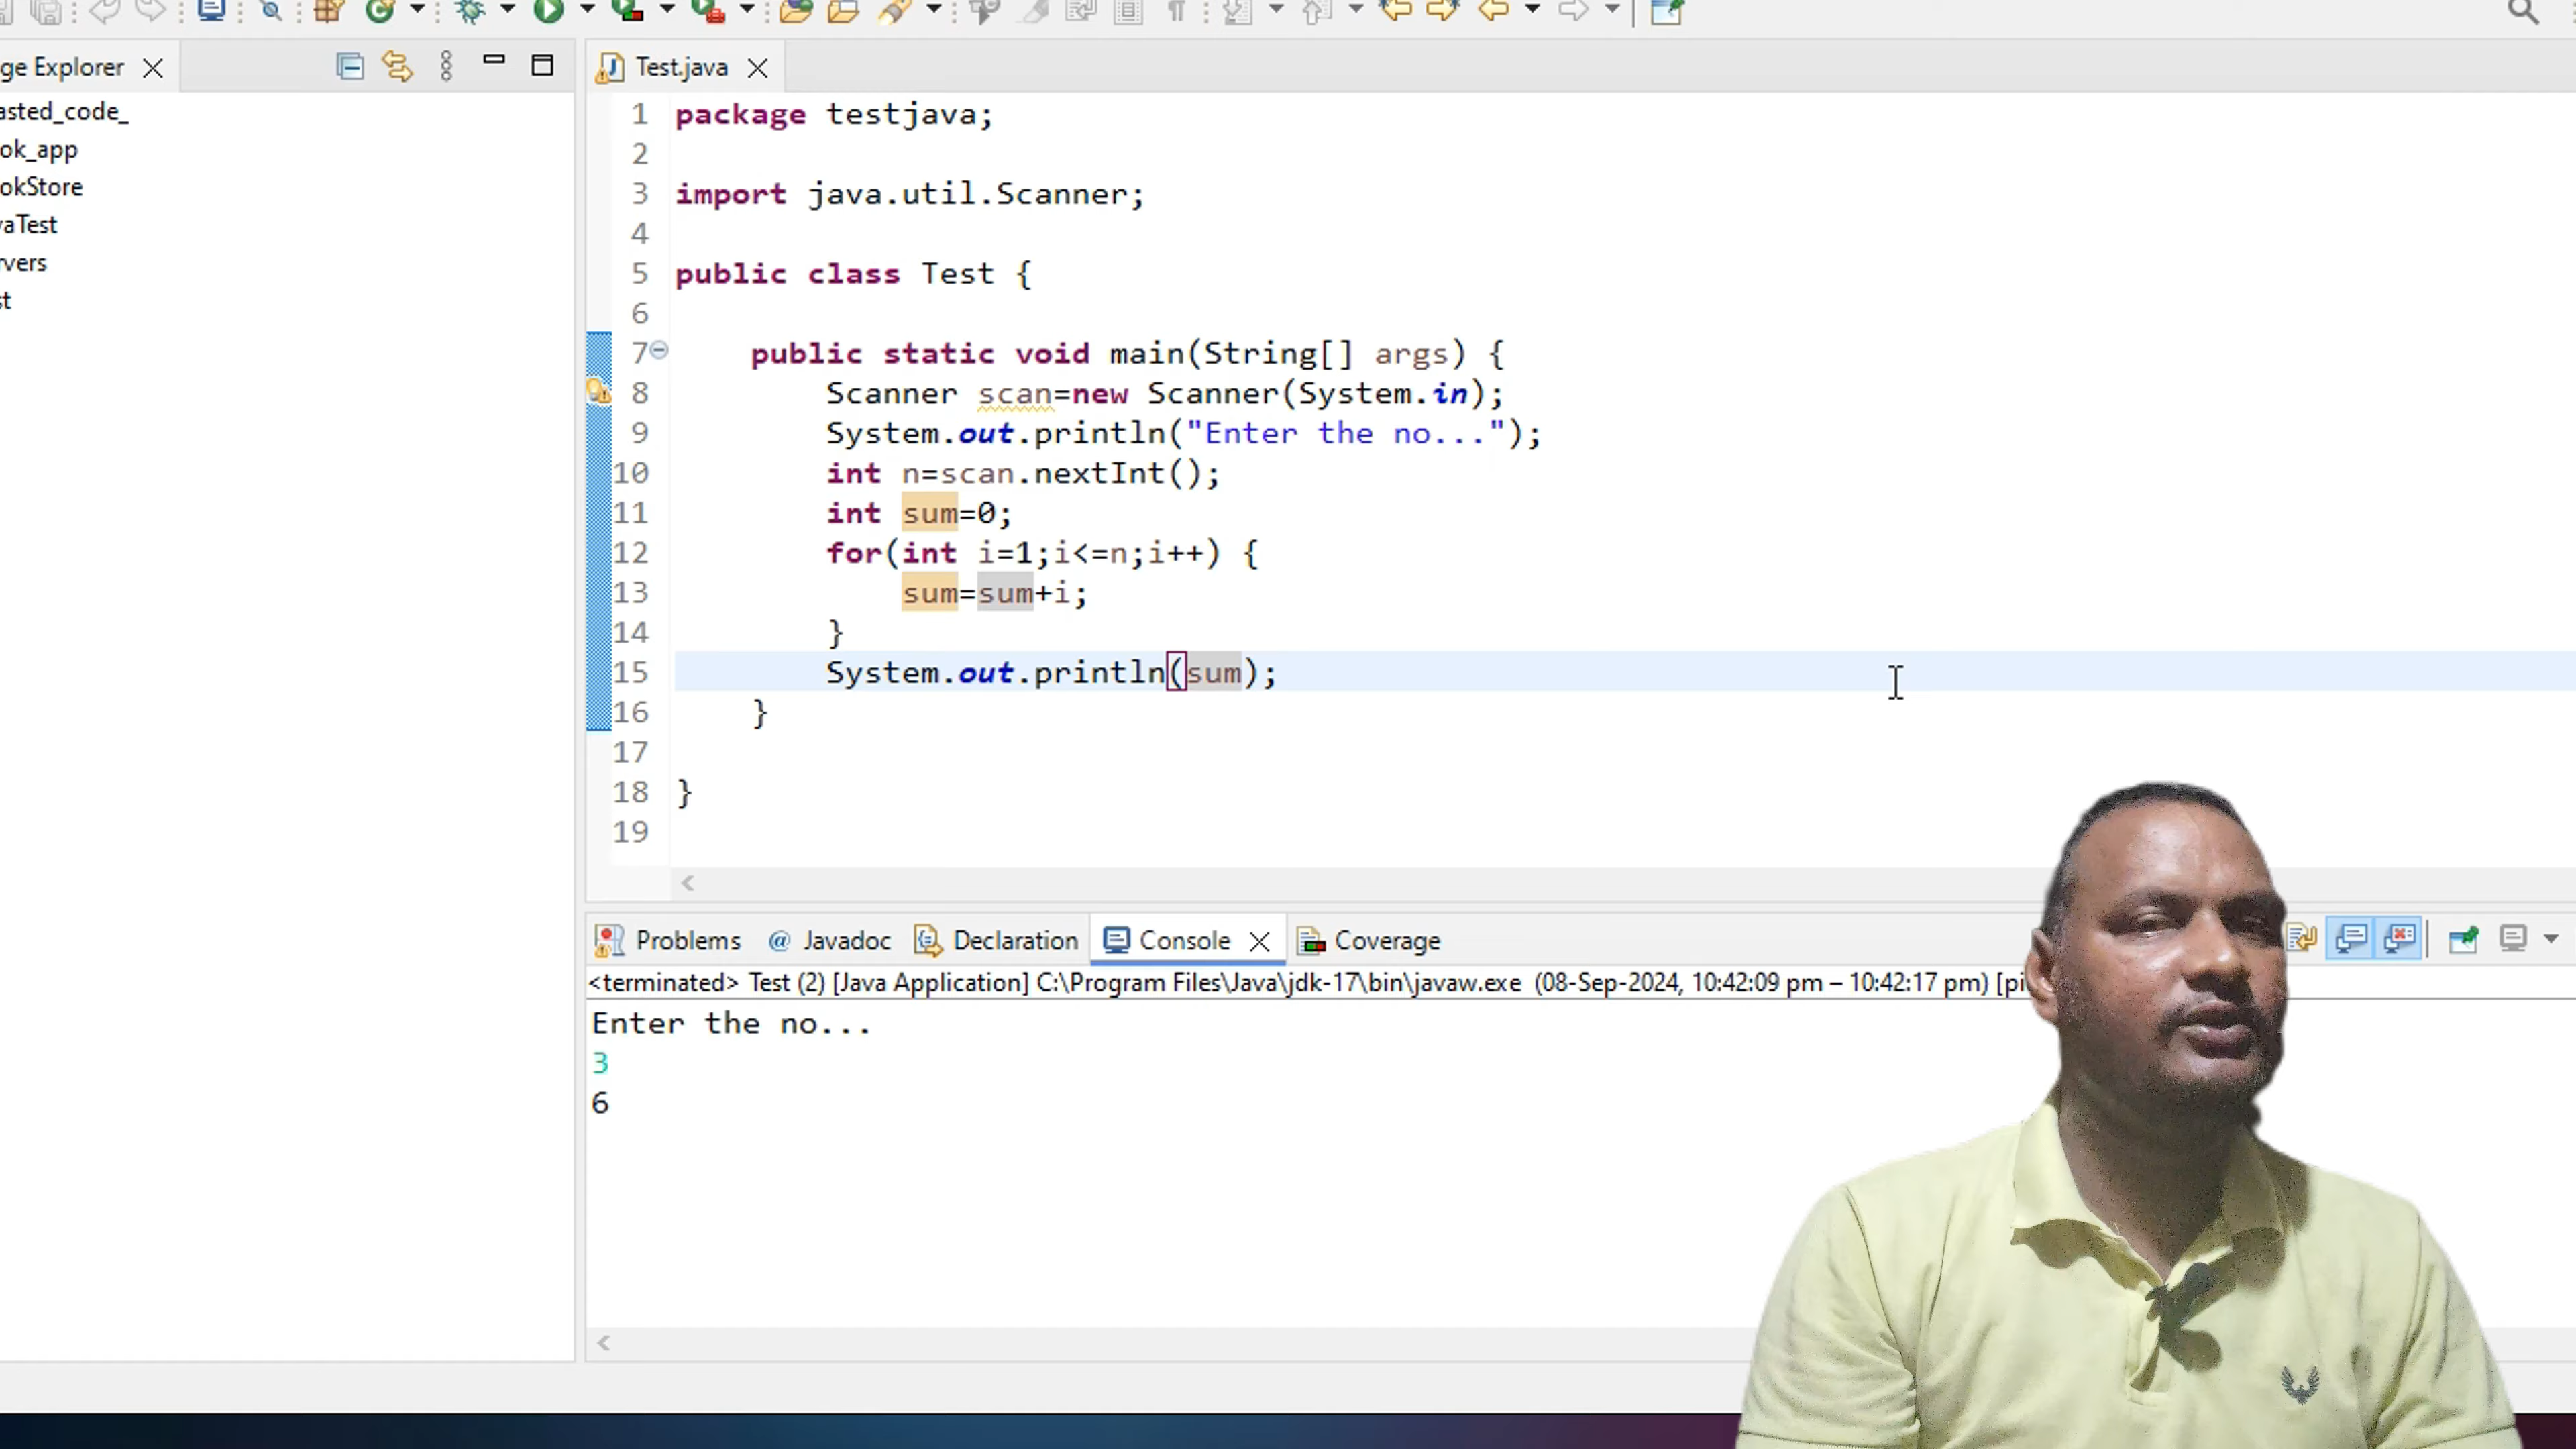 ge Explorer
asted_code_
ok_app
okStore
vaTest
rvers
st
Test.java
1 package testjava;
2
3 import java.util.Scanner;
4
5 public class Test {
6
7 public static void main(String[] args) {
8 Scanner scan=new Scanner(System.in);
9 System.out.println("Enter the no...");
10 int n=scan.nextInt();
11 int sum=0;
12 for(int i=1;i<=n;i++) {
13 sum=sum+i;
14 }
15 System.out.println(sum);
16 }
17
18 }
19
Problems @ Javadoc Declaration Console Coverage
<terminated> Test (2) [Java Application] C:\Program Files\Java\jdk-17\bin\javaw.exe (08-Sep-2024, 10:42:09 pm – 10:42:17 pm) [pi
Enter the no...
3
6